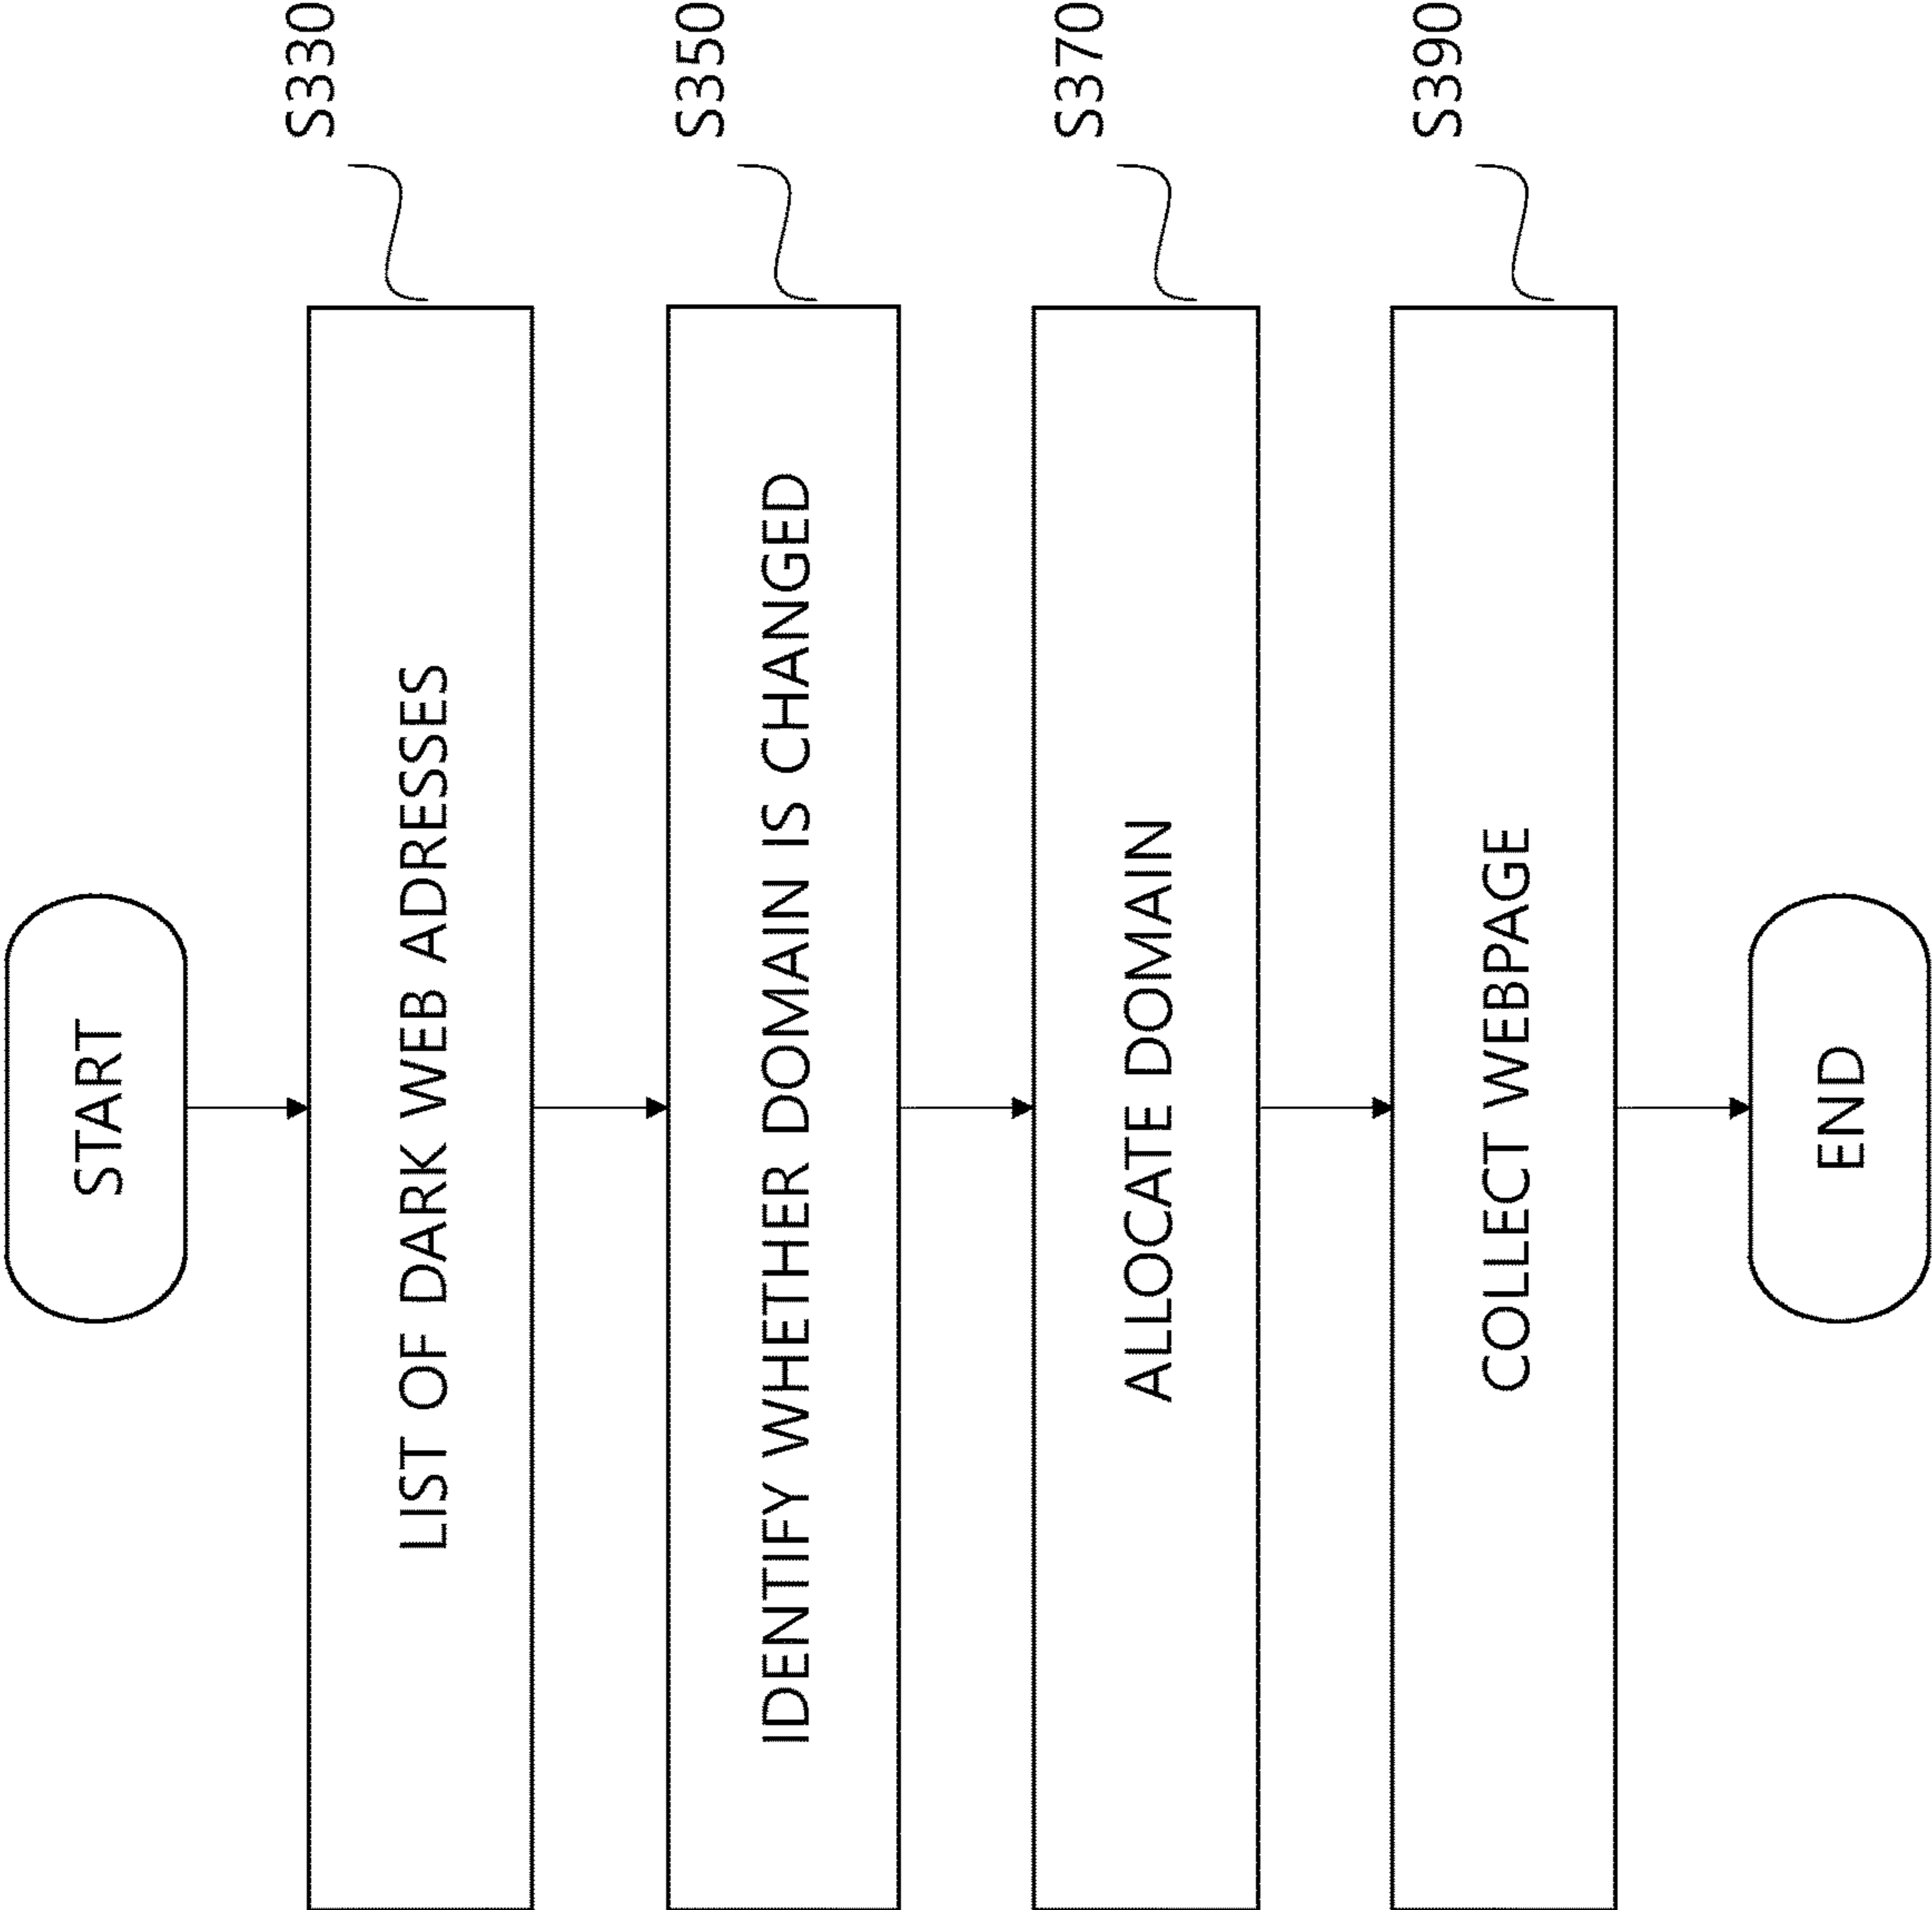 START
S330
LIST OF DARK WEB ADRESSES
S350
IDENTIFY WHETHER DOMAIN IS CHANGED
S370
ALLOCATE DOMAIN
S390
COLLECT WEBPAGE
END